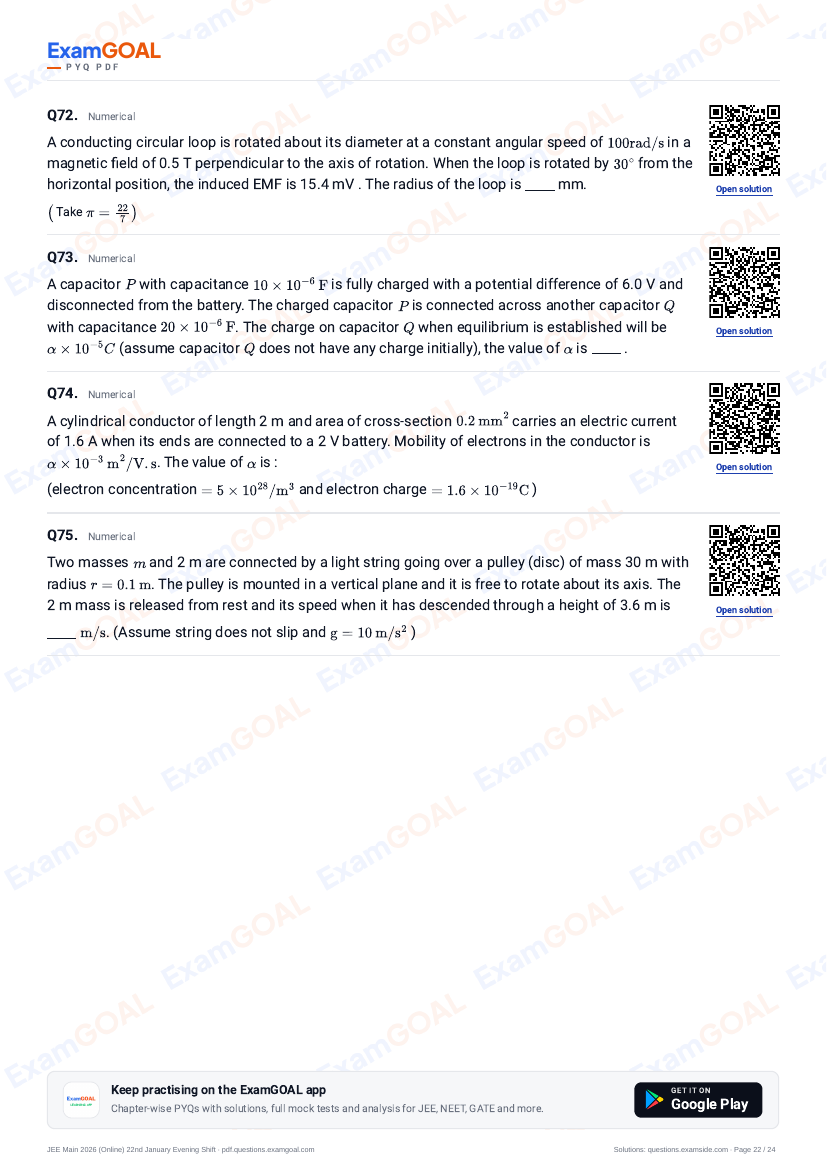 ExamGOAL
PYQ PDF
Q72. Numerical
A conducting circular loop is rotated about its diameter at a constant angular speed of 100rad/s in a
magnetic field of 0.5 T perpendicular to the axis of rotation. When the loop is rotated by 30° from the
horizontal position, the induced EMF is 15.4 mV . The radius of the loop is ____ mm.
(Take π = 22/7)
Open solution
Q73. Numerical
A capacitor P with capacitance 10 × 10⁻⁶ F is fully charged with a potential difference of 6.0 V and
disconnected from the battery. The charged capacitor P is connected across another capacitor Q
with capacitance 20 × 10⁻⁶ F. The charge on capacitor Q when equilibrium is established will be
α × 10⁻⁵C (assume capacitor Q does not have any charge initially), the value of α is ____ .
Open solution
Q74. Numerical
A cylindrical conductor of length 2 m and area of cross-section 0.2 mm² carries an electric current
of 1.6 A when its ends are connected to a 2 V battery. Mobility of electrons in the conductor is
α × 10⁻³ m²/V.s. The value of α is :
(electron concentration = 5 × 10²⁸/m³ and electron charge = 1.6 × 10⁻¹⁹C )
Open solution
Q75. Numerical
Two masses m and 2 m are connected by a light string going over a pulley (disc) of mass 30 m with
radius r = 0.1 m. The pulley is mounted in a vertical plane and it is free to rotate about its axis. The
2 m mass is released from rest and its speed when it has descended through a height of 3.6 m is
____ m/s. (Assume string does not slip and g = 10 m/s² )
Open solution
Keep practising on the ExamGOAL app
Chapter-wise PYQs with solutions, full mock tests and analysis for JEE, NEET, GATE and more.
GET IT ON
Google Play
JEE Main 2026 (Online) 22nd January Evening Shift · pdf.questions.examgoal.com
Solutions: questions.examside.com · Page 22 / 24